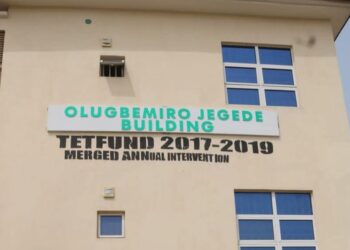 OLUGBEMIRO JEGEDE
BUILDING
TETFUND 2017-2019
MERGED ANNUAL INTERVENTION